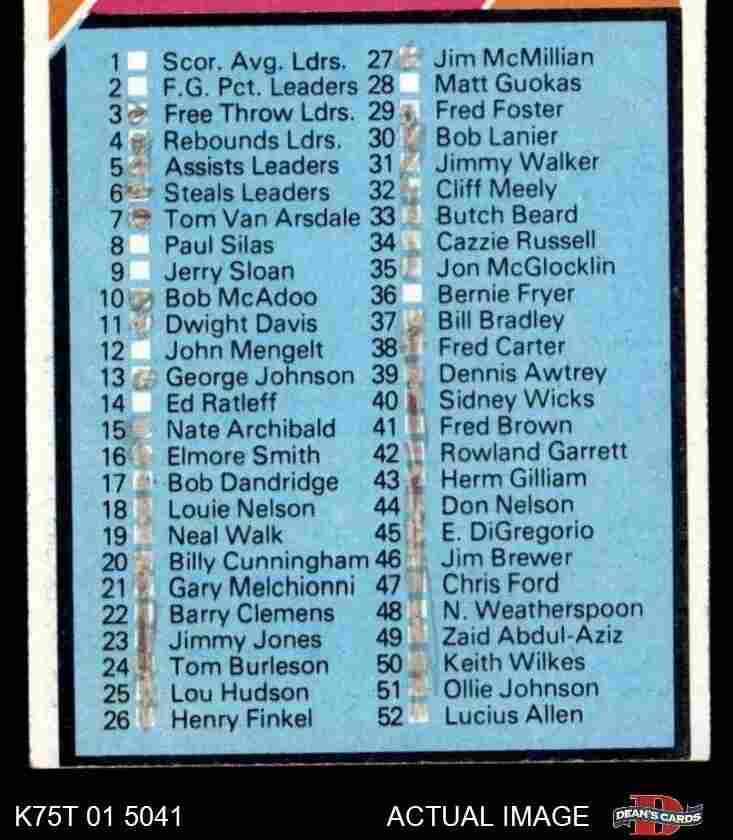 1 Scor. Avg. Ldrs.
2 F.G. Pct. Leaders
3 Free Throw Ldrs.
4 Rebounds Ldrs.
5 Assists Leaders
6 Steals Leaders
7 Tom Van Arsdale
8 Paul Silas
9 Jerry Sloan
10 Bob McAdoo
11 Dwight Davis
12 John Mengelt
13 George Johnson
14 Ed Ratleff
15 Nate Archibald
16 Elmore Smith
17 Bob Dandridge
18 Louie Nelson
19 Neal Walk
20 Billy Cunningham
21 Gary Melchionni
22 Barry Clemens
23 Jimmy Jones
24 Tom Burleson
25 Lou Hudson
26 Henry Finkel
27 Jim McMillian
28 Matt Guokas
29 Fred Foster
30 Bob Lanier
31 Jimmy Walker
32 Cliff Meely
33 Butch Beard
34 Cazzie Russell
35 Jon McGlocklin
36 Bernie Fryer
37 Bill Bradley
38 Fred Carter
39 Dennis Awtrey
40 Sidney Wicks
41 Fred Brown
42 Rowland Garrett
43 Herm Gilliam
44 Don Nelson
45 E. DiGregorio
46 Jim Brewer
47 Chris Ford
48 N. Weatherspoon
49 Zaid Abdul-Aziz
50 Keith Wilkes
51 Ollie Johnson
52 Lucius Allen
K75T 01 5041
ACTUAL IMAGE
D
DEAN'S CARDS